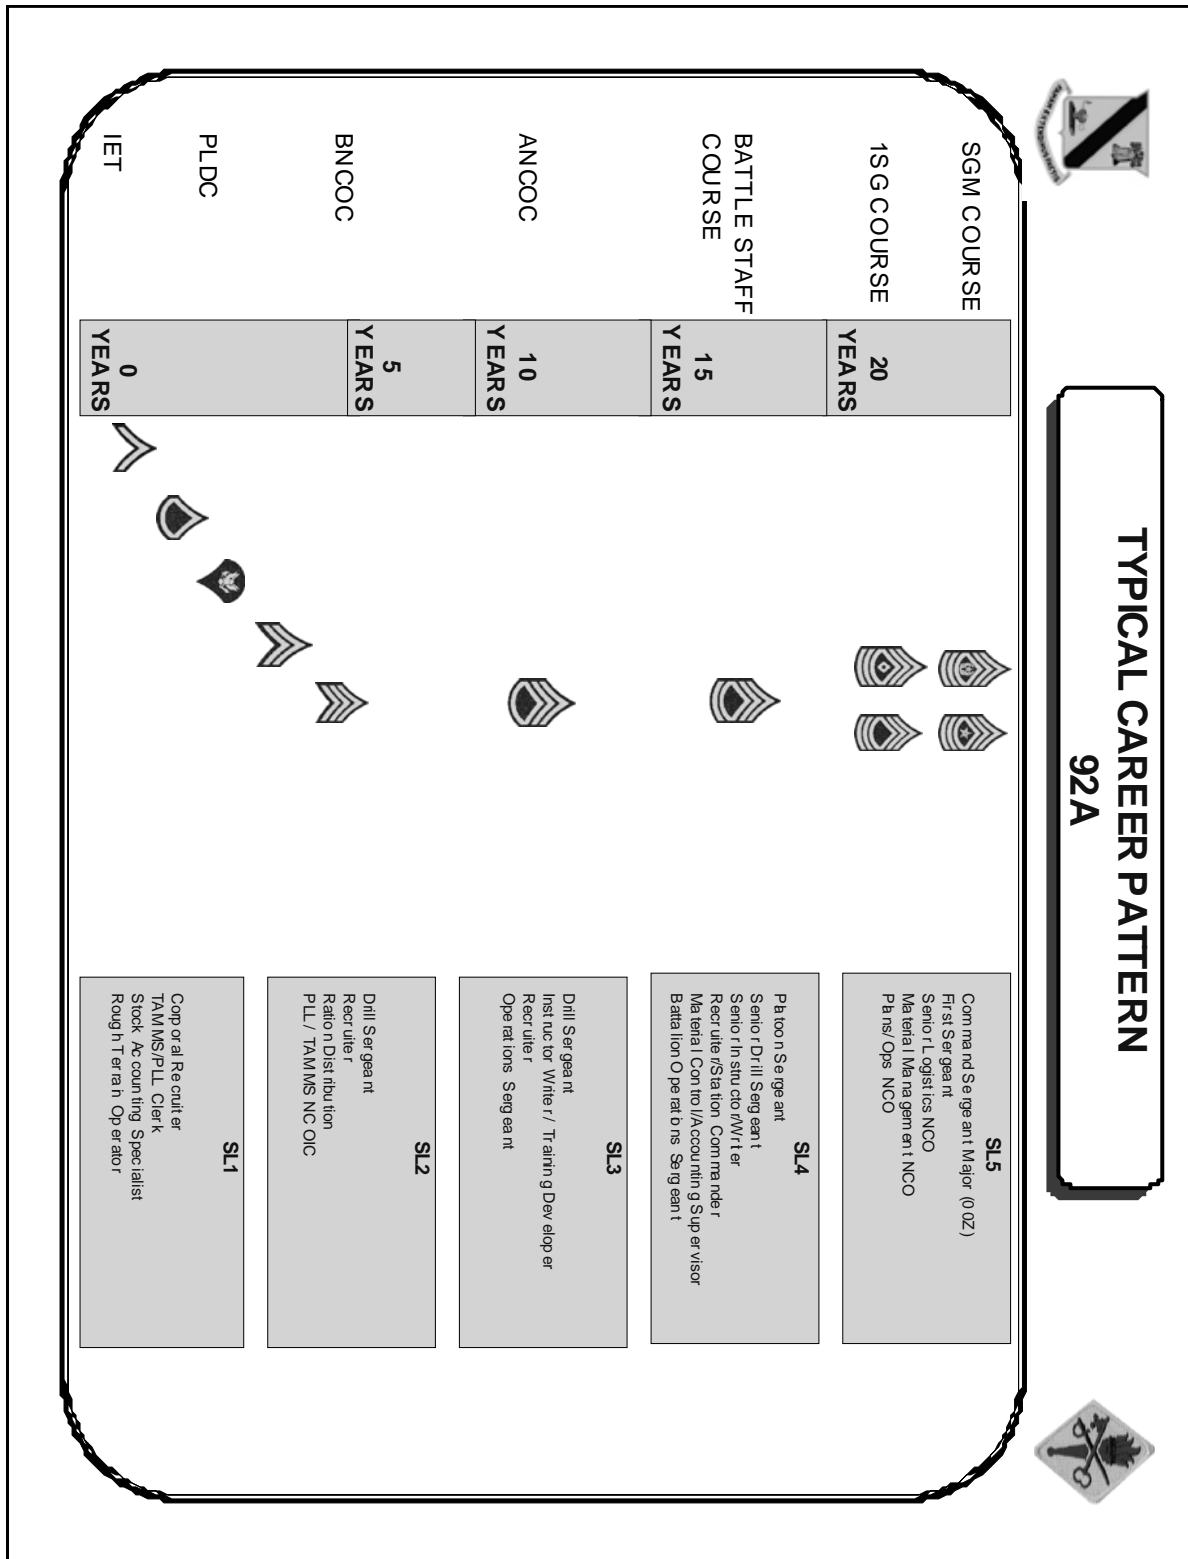 TYPICAL CAREER PATTERN
92A
SGM COURSE
1SG COURSE
20
YEARS
SL5
Command Sergeant Major (00Z)
First Sergeant
Senior Logistics NCO
Material Management NCO
Plans/Ops NCO
BATTLE STAFF
COURSE
15
YEARS
SL4
Platoon Sergeant
Senior Drill Sergeant
Senior Instructor/Writer
Recruiter/Station Commander
Material Control/Accounting Supervisor
Battalion Operations Sergeant
ANCOC
10
YEARS
SL3
Drill Sergeant
Instructor Writer/ Training Developer
Recruiter
Operations Sergeant
BNCOC
5
YEARS
SL2
Drill Sergeant
Recruiter
Ration Distribution
PLL / TAMMS NCOIC
PLDC
IET
0
YEARS
SL1
Corporal Recruiter
TAMMS/PLL Clerk
Stock Accounting Specialist
Rough Terrain Operator